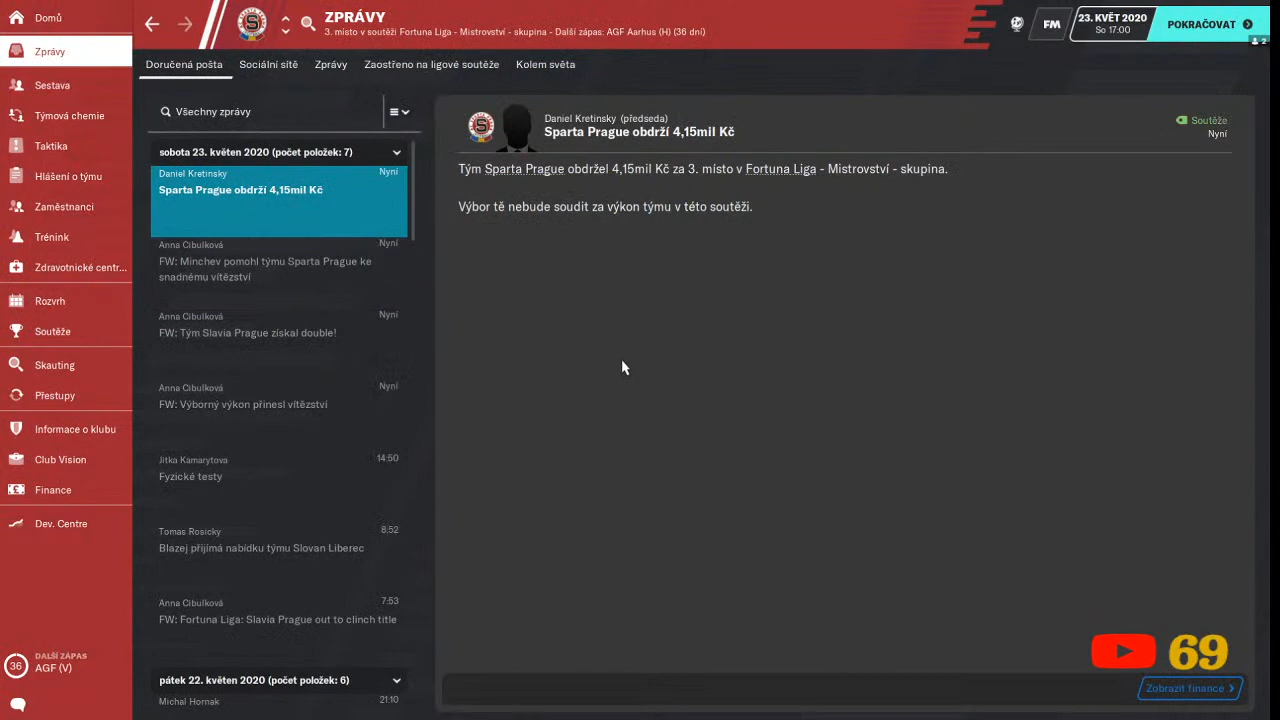 Domů
Zprávy
Sestava
Týmová chemie
Taktika
Hlášení o týmu
Zaměstnanci
Trénink
Zdravotnické centr...
Rozvrh
Soutěže
Skauting
Přestupy
Informace o klubu
Club Vision
Finance
Dev. Centre
36
DALŠÍ ZÁPAS
AGF (V)
ZPRÁVY
3. místo v soutěži Fortuna Liga - Mistrovství - skupina - Další zápas: AGF Aarhus (H) (36 dní)
FM
23. KVĚT 2020
So 17:00
POKRAČOVAT
2
Doručená pošta
Sociální sítě
Zprávy
Zaostřeno na ligové soutěže
Kolem světa
Všechny zprávy
sobota 23. květen 2020 (počet položek: 7)
Daniel Kretinsky Nyní
Sparta Prague obdrží 4,15mil Kč
Anna Cibulková Nyní
FW: Minchev pomohl týmu Sparta Prague ke
snadnému vítězství
Anna Cibulková Nyní
FW: Tým Slavia Prague získal double!
Anna Cibulková Nyní
FW: Výborný výkon přinesl vítězství
Jitka Kamarytova 14:50
Fyzické testy
Tomas Rosicky 8:52
Blazej přijímá nabídku týmu Slovan Liberec
Anna Cibulková 7:53
FW: Fortuna Liga: Slavia Prague out to clinch title
pátek 22. květen 2020 (počet položek: 6)
Michal Hornak 21:10
Daniel Kretinsky (předseda)
Sparta Prague obdrží 4,15mil Kč
Soutěže
Nyní
Tým Sparta Prague obdržel 4,15mil Kč za 3. místo v Fortuna Liga - Mistrovství - skupina.
Výbor tě nebude soudit za výkon týmu v této soutěži.
69
Zobrazit finance